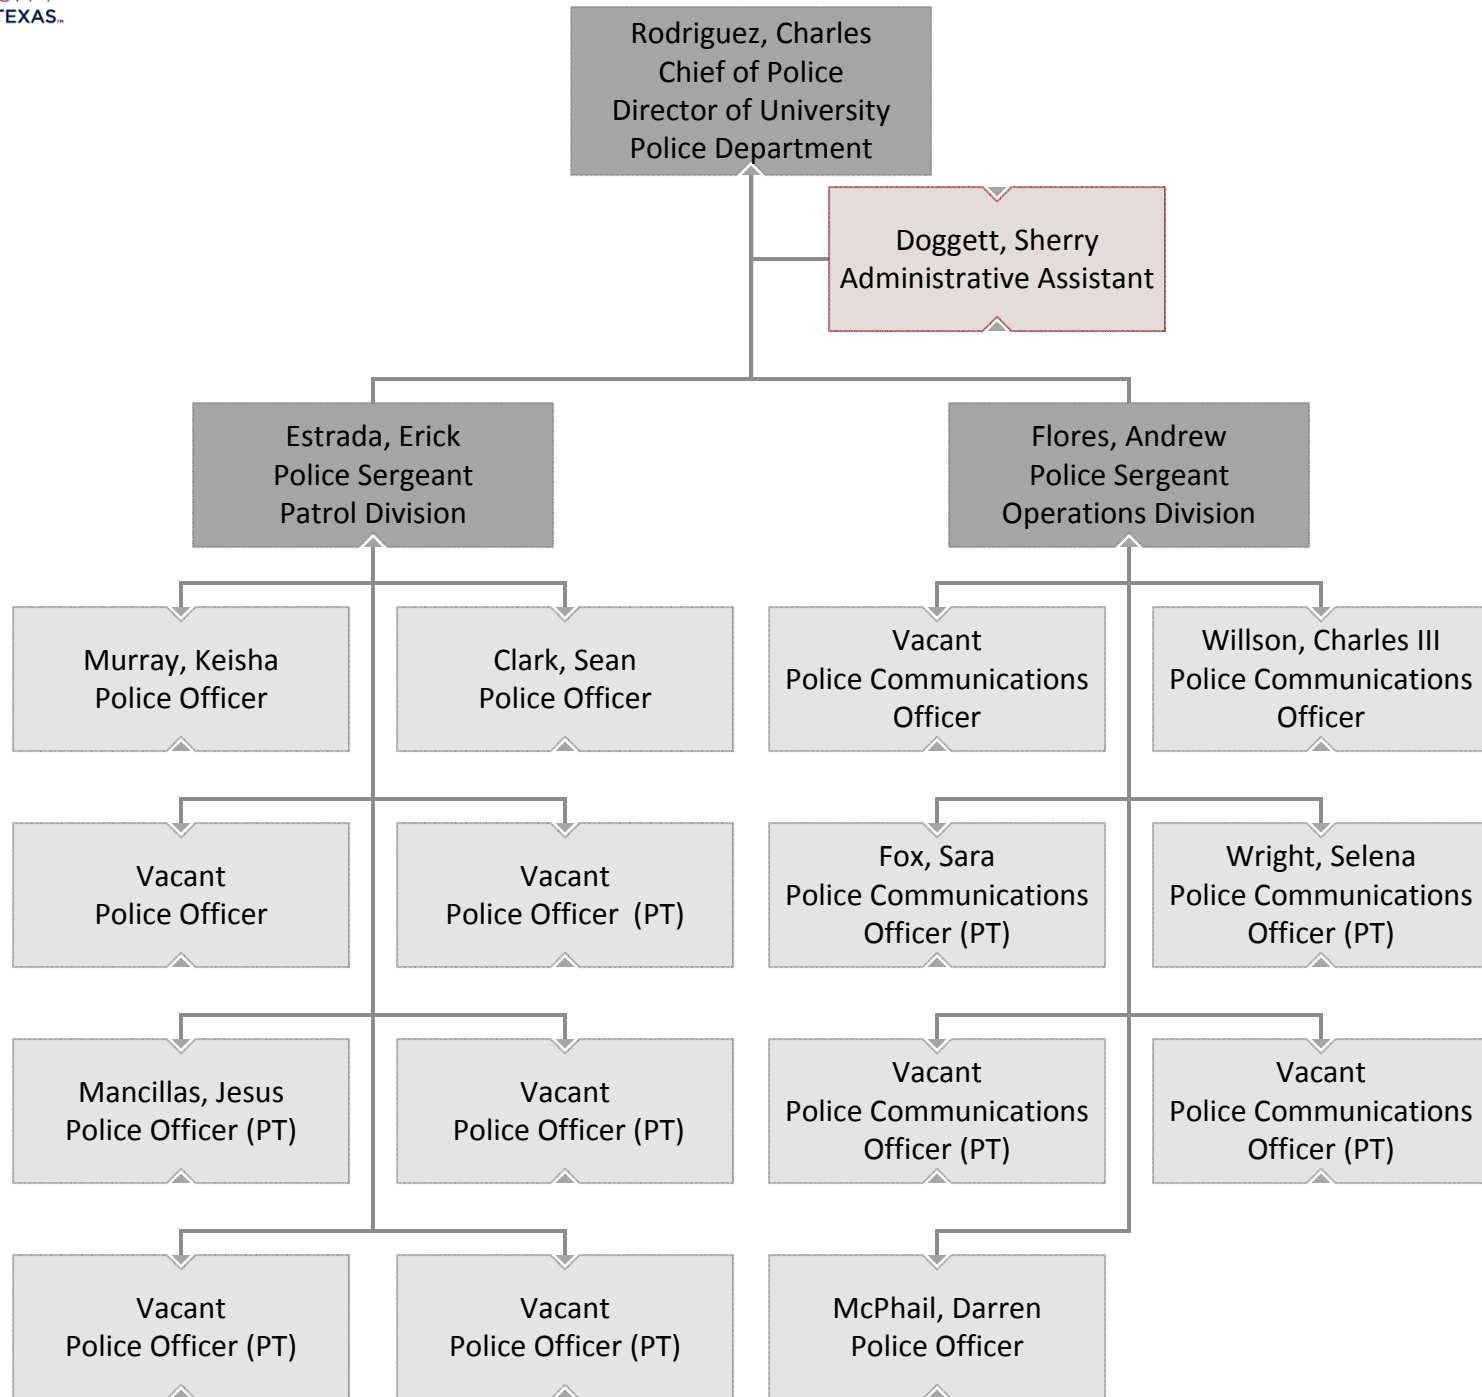 TEXAS™
Rodriguez, Charles
Chief of Police
Director of University
Police Department
Doggett, Sherry
Administrative Assistant
Estrada, Erick
Police Sergeant
Patrol Division
Flores, Andrew
Police Sergeant
Operations Division
Murray, Keisha
Police Officer
Clark, Sean
Police Officer
Vacant
Police Communications
Officer
Willson, Charles III
Police Communications
Officer
Vacant
Police Officer
Vacant
Police Officer  (PT)
Fox, Sara
Police Communications
Officer (PT)
Wright, Selena
Police Communications
Officer (PT)
Mancillas, Jesus
Police Officer (PT)
Vacant
Police Officer (PT)
Vacant
Police Communications
Officer (PT)
Vacant
Police Communications
Officer (PT)
Vacant
Police Officer (PT)
Vacant
Police Officer (PT)
McPhail, Darren
Police Officer